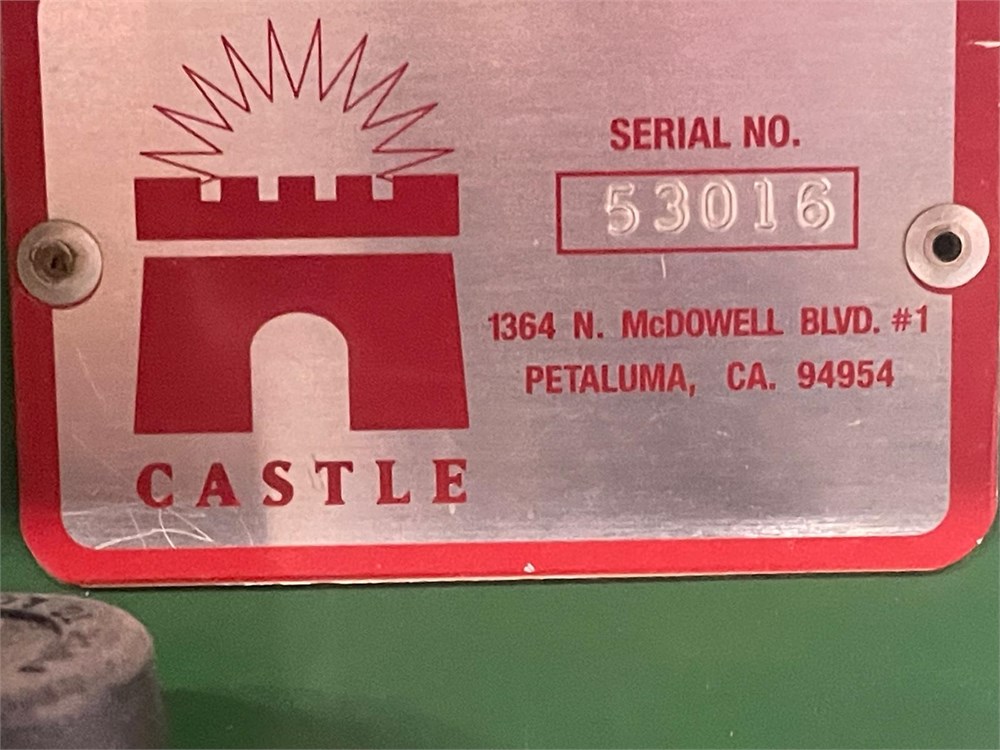 SERIAL NO.
53016
1364 N. McDOWELL BLVD. #1
PETALUMA, CA. 94954
CASTLE